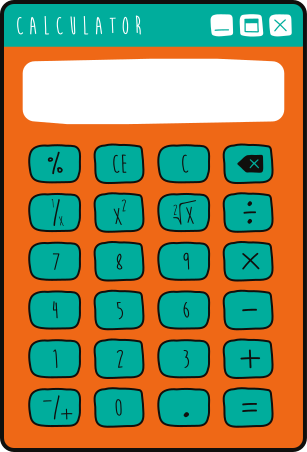 CALCULATOR
% CE C
1/x x² ²√x ÷
7 8 9 ×
4 5 6 −
1 2 3 +
−/+ 0 . =